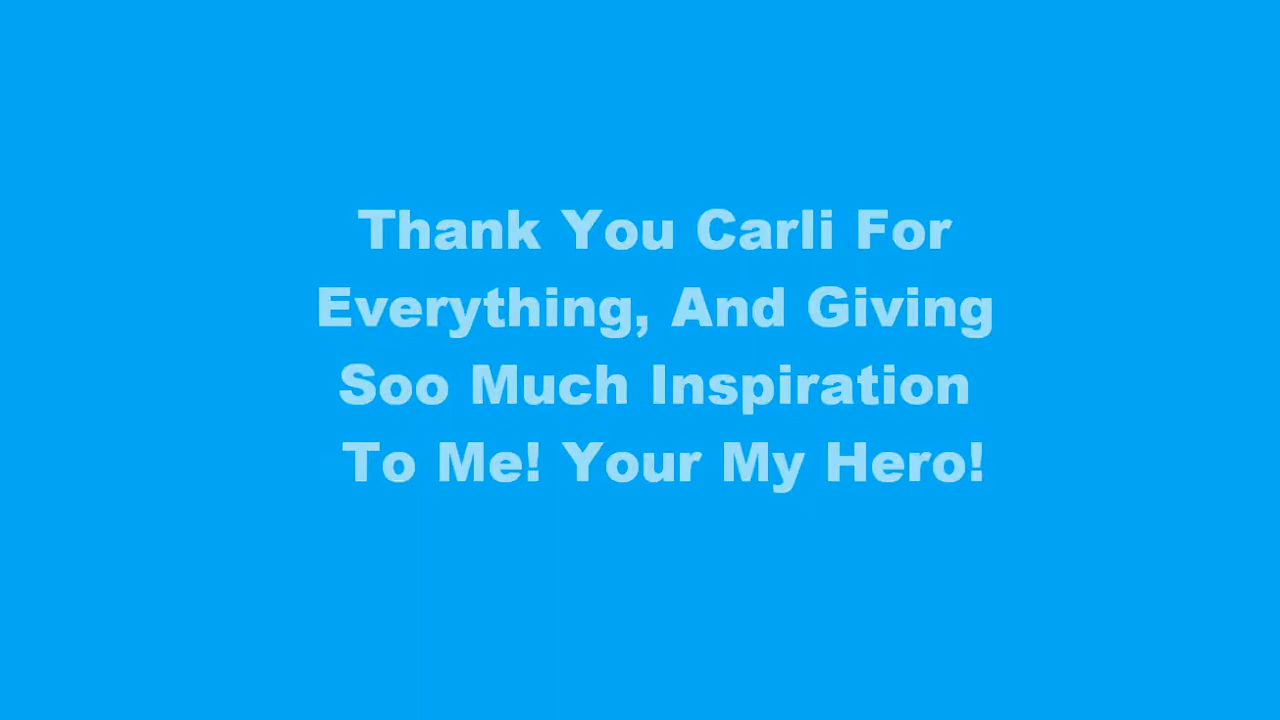 Thank You Carli For
Everything, And Giving
Soo Much Inspiration
To Me! Your My Hero!